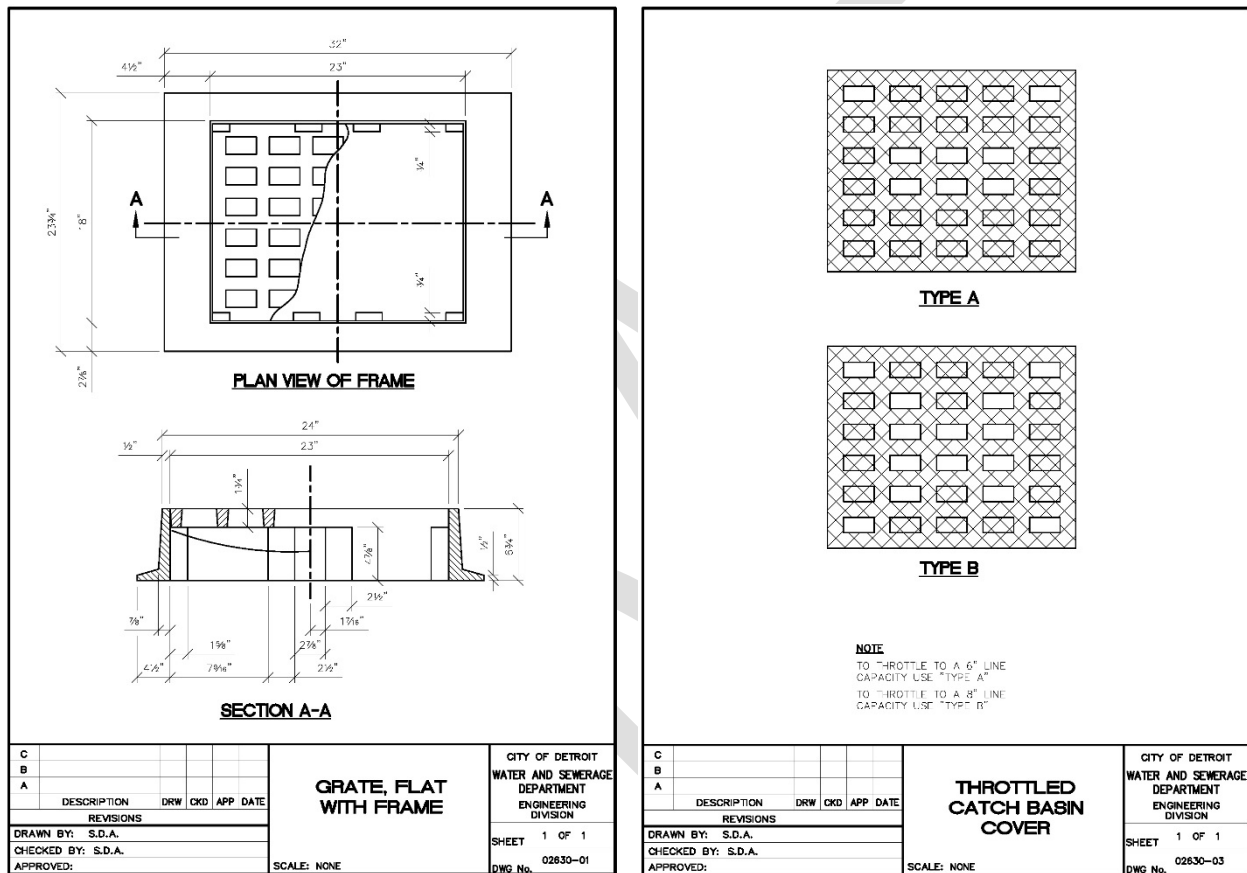 32"
4½"
23"
A
A
23¾"
18"
¼"
¼"
2⅞"
PLAN VIEW OF FRAME
24"
½"
23"
1¾"
4⅞"
½"
6¾"
2½"
⅞"
1⁷⁄₁₆"
1⅝"
2⅞"
4½"
7⁹⁄₁₆"
2½"
SECTION A-A
C
B
A
DESCRIPTION DRW CKD APP DATE
REVISIONS
DRAWN BY: S.D.A.
CHECKED BY: S.D.A.
APPROVED:
GRATE, FLAT
WITH FRAME
SCALE: NONE
CITY OF DETROIT
WATER AND SEWERAGE
DEPARTMENT
ENGINEERING
DIVISION
SHEET 1 OF 1
DWG No. 02630-01
TYPE A
TYPE B
NOTE
TO THROTTLE TO A 6" LINE
CAPACITY USE "TYPE A"
TO THROTTLE TO A 8" LINE
CAPACITY USE "TYPE B"
C
B
A
DESCRIPTION DRW CKD APP DATE
REVISIONS
DRAWN BY: S.D.A.
CHECKED BY: S.D.A.
APPROVED:
THROTTLED
CATCH BASIN
COVER
SCALE: NONE
CITY OF DETROIT
WATER AND SEWERAGE
DEPARTMENT
ENGINEERING
DIVISION
SHEET 1 OF 1
DWG No. 02630-03